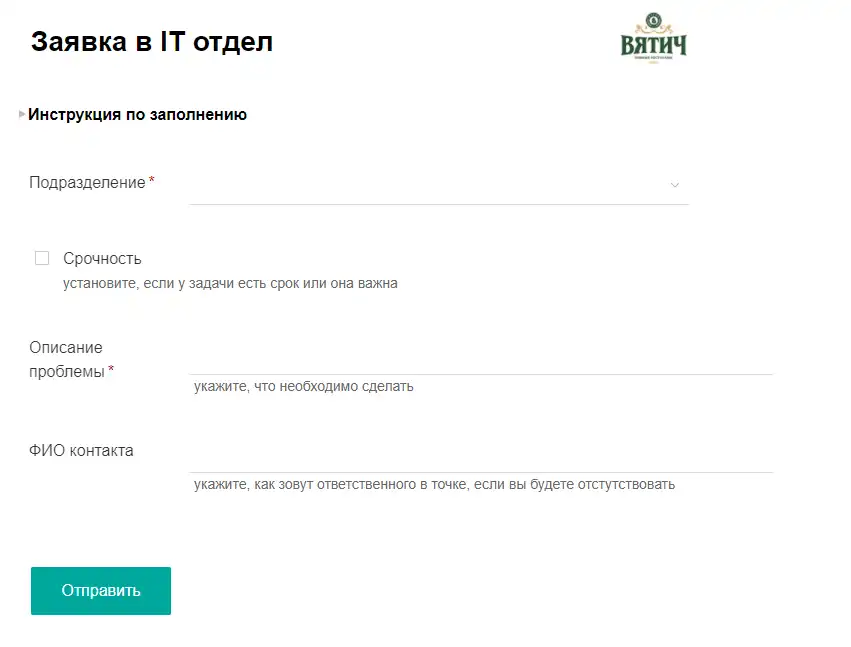 Заявка в IT отдел
ВЯТИЧ
Инструкция по заполнению
Подразделение *
Срочность
установите, если у задачи есть срок или она важна
Описание
проблемы *
укажите, что необходимо сделать
ФИО контакта
укажите, как зовут ответственного в точке, если вы будете отстутствовать
Отправить